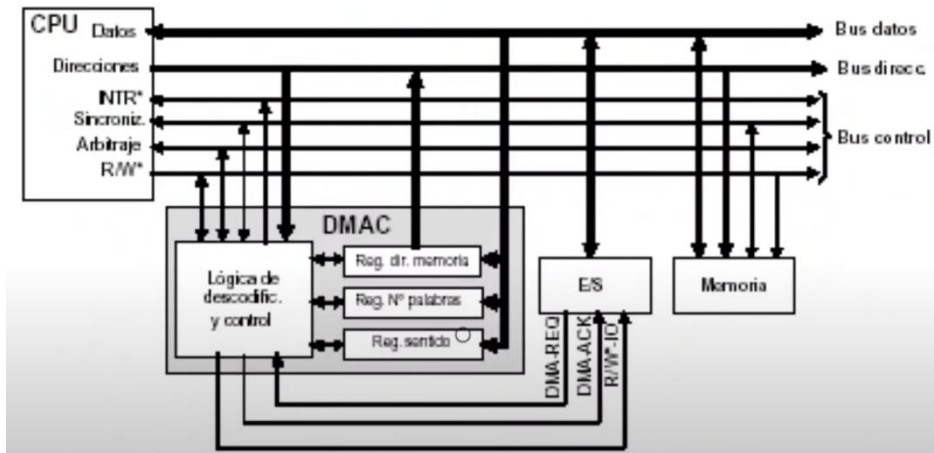 CPU
Datos
Bus datos
Direcciones
Bus direcc.
INTR*
Sincroniz.
Arbitraje
Bus control
R/W*
DMAC
Lógica de
descodific.
y control
Reg. dir. memoria
Reg. Nº palabras
Reg. sentido
E/S
Memoria
DMA-REQ
DMA-ACK
R/W*-IO